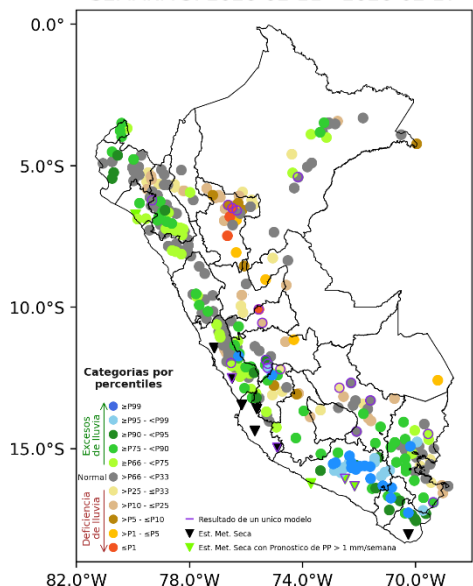 0.0°
5.0°S
10.0°S
15.0°S
82.0°W
78.0°W
74.0°W
70.0°W
Categorias por
percentiles
Excesos
de lluvia
Normal
Deficiencia
de lluvia
≥P99
≥P95 - <P99
≥P90 - <P95
≥P75 - <P90
≥P66 - <P75
>P66 - <P33
>P25 - ≤P33
>P10 - ≤P25
>P5 - ≤P10
>P1 - ≤P5
≤P1
Resultado de un unico modelo
Est. Met. Seca
Est. Met. Seca con Pronostico de PP > 1 mm/semana